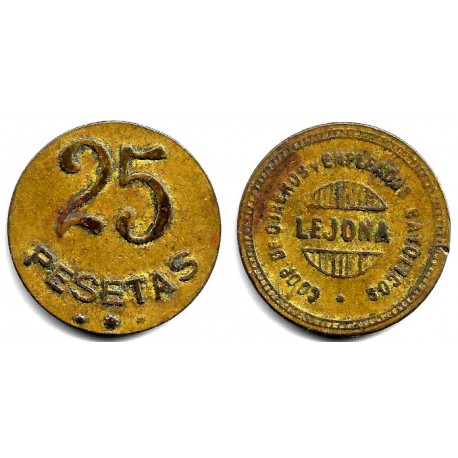 25
PESETAS
COOP DE OBREROS Y EMPLEADOS CATOLICOS
LEJONA